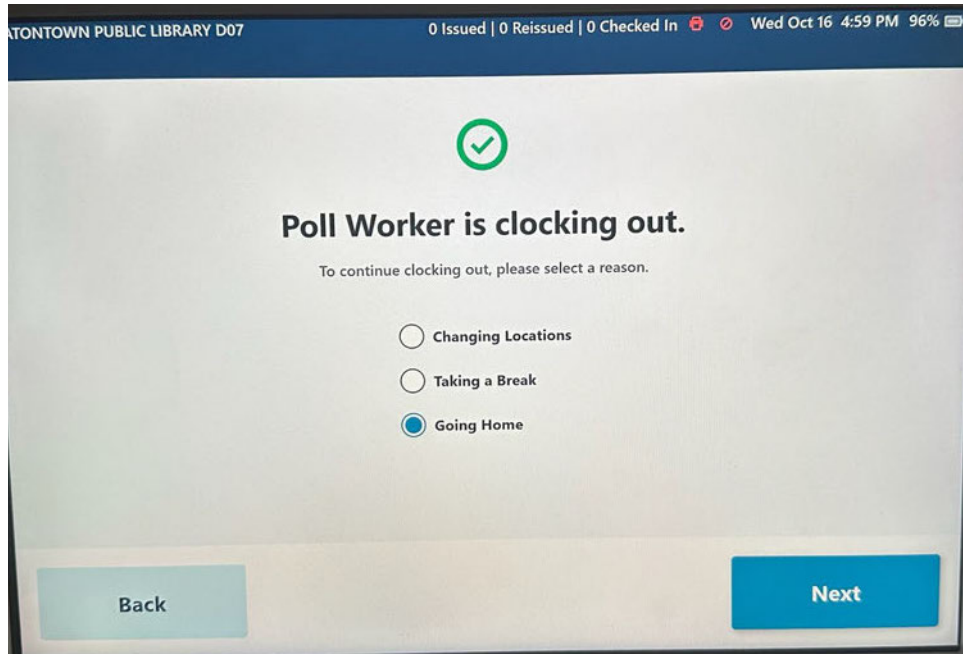 ATONTOWN PUBLIC LIBRARY D07 0 Issued | 0 Reissued | 0 Checked In Wed Oct 16 4:59 PM 96%
Poll Worker is clocking out.
To continue clocking out, please select a reason.
Changing Locations
Taking a Break
Going Home
Back Next